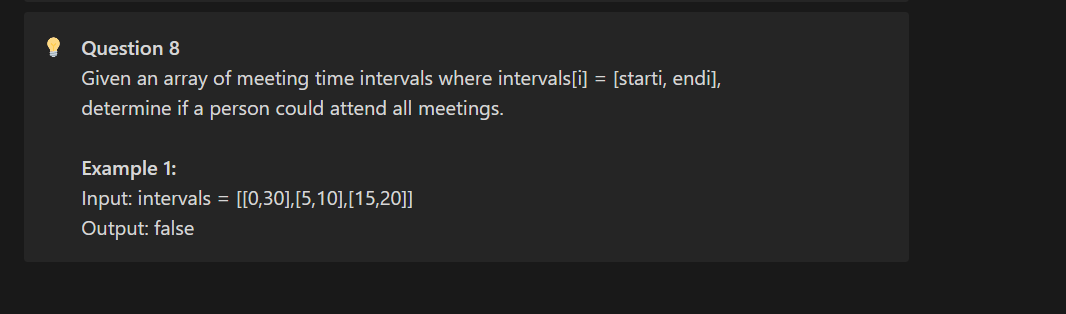 Question 8
Given an array of meeting time intervals where intervals[i] = [starti, endi],
determine if a person could attend all meetings.
Example 1:
Input: intervals = [[0,30],[5,10],[15,20]]
Output: false